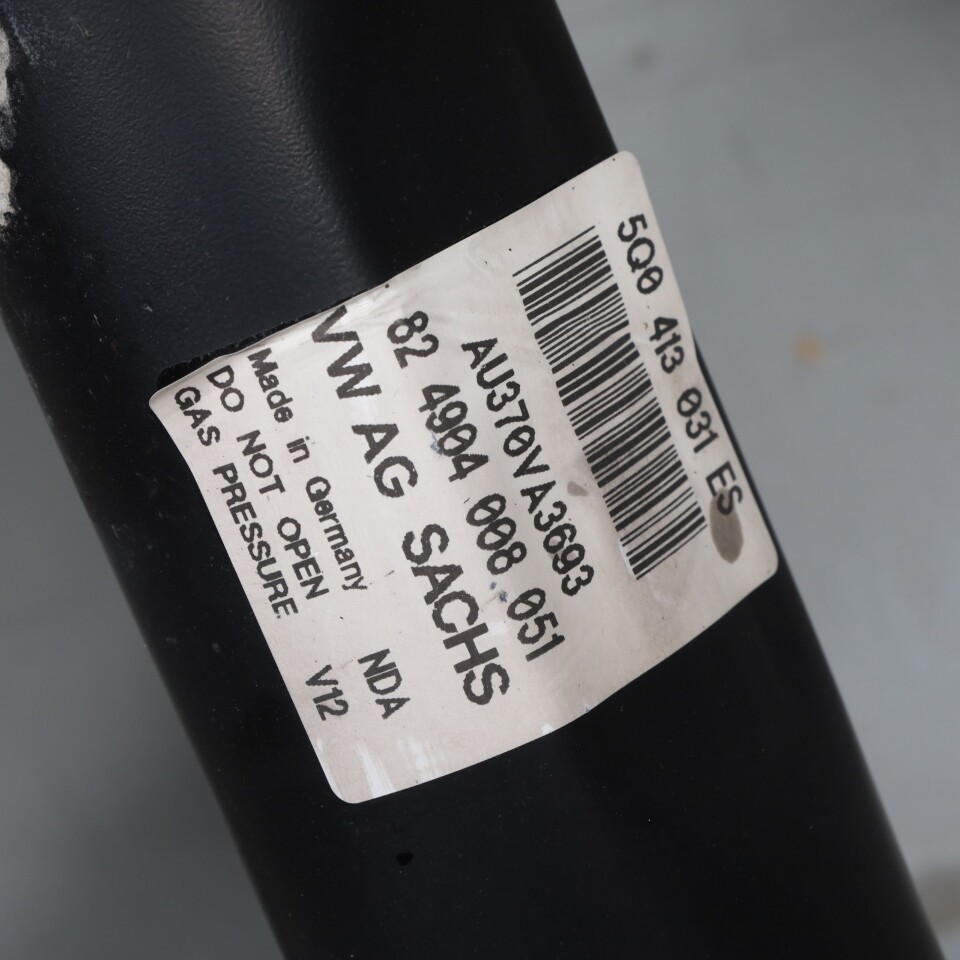 5Q0 413 031 ES
AU370VA3693
82 4904 008 051
VW AG SACHS
Made in Germany NDA
DO NOT OPEN V12
GAS PRESSURE